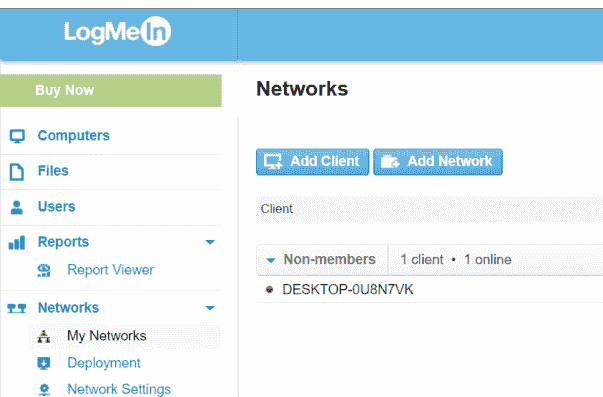 LogMeIn
Buy Now
Computers
Files
Users
Reports
Report Viewer
Networks
My Networks
Deployment
Network Settings
Networks
Add Client Add Network
Client
Non-members 1 client • 1 online
DESKTOP-0U8N7VK